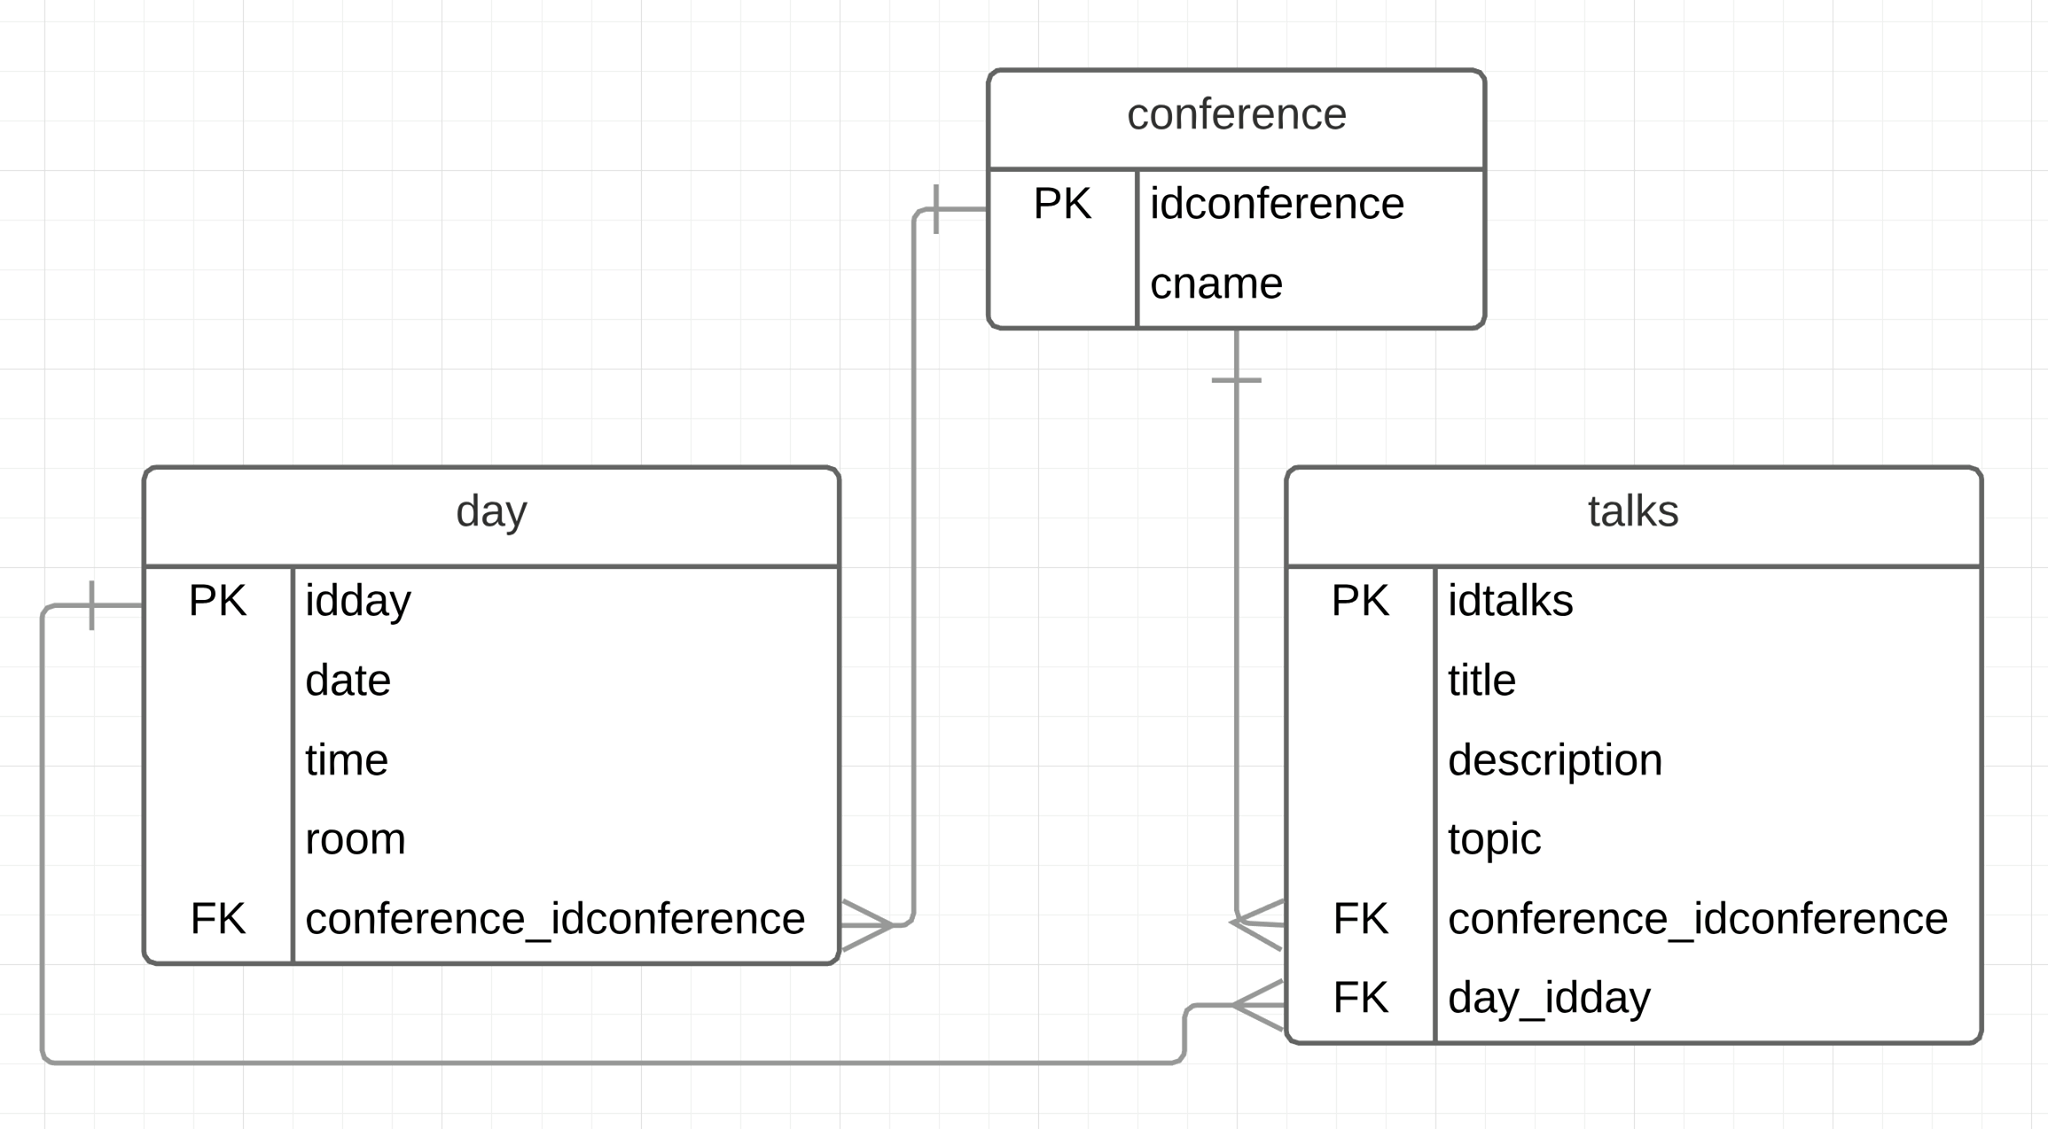 conference
PK idconference
cname
day
PK idday
date
time
room
FK conference_idconference
talks
PK idtalks
title
description
topic
FK conference_idconference
FK day_idday